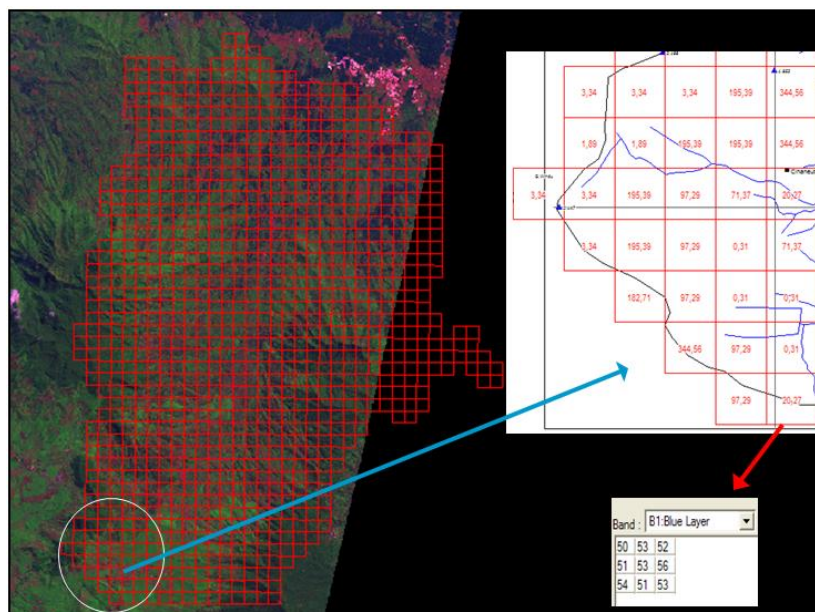 3,34 3,34 3,34 195,39 344,56
1,89 1,89 195,39 195,39 344,56
3,34 3,34 195,39 97,29 71,37 20,27
3,34 195,39 97,29 0,31 71,37
182,71 97,29 0,31 0,31
344,56 97,29 0,31
97,29 20,27
Band : B1:Blue Layer
50 53 52
51 53 56
54 51 53